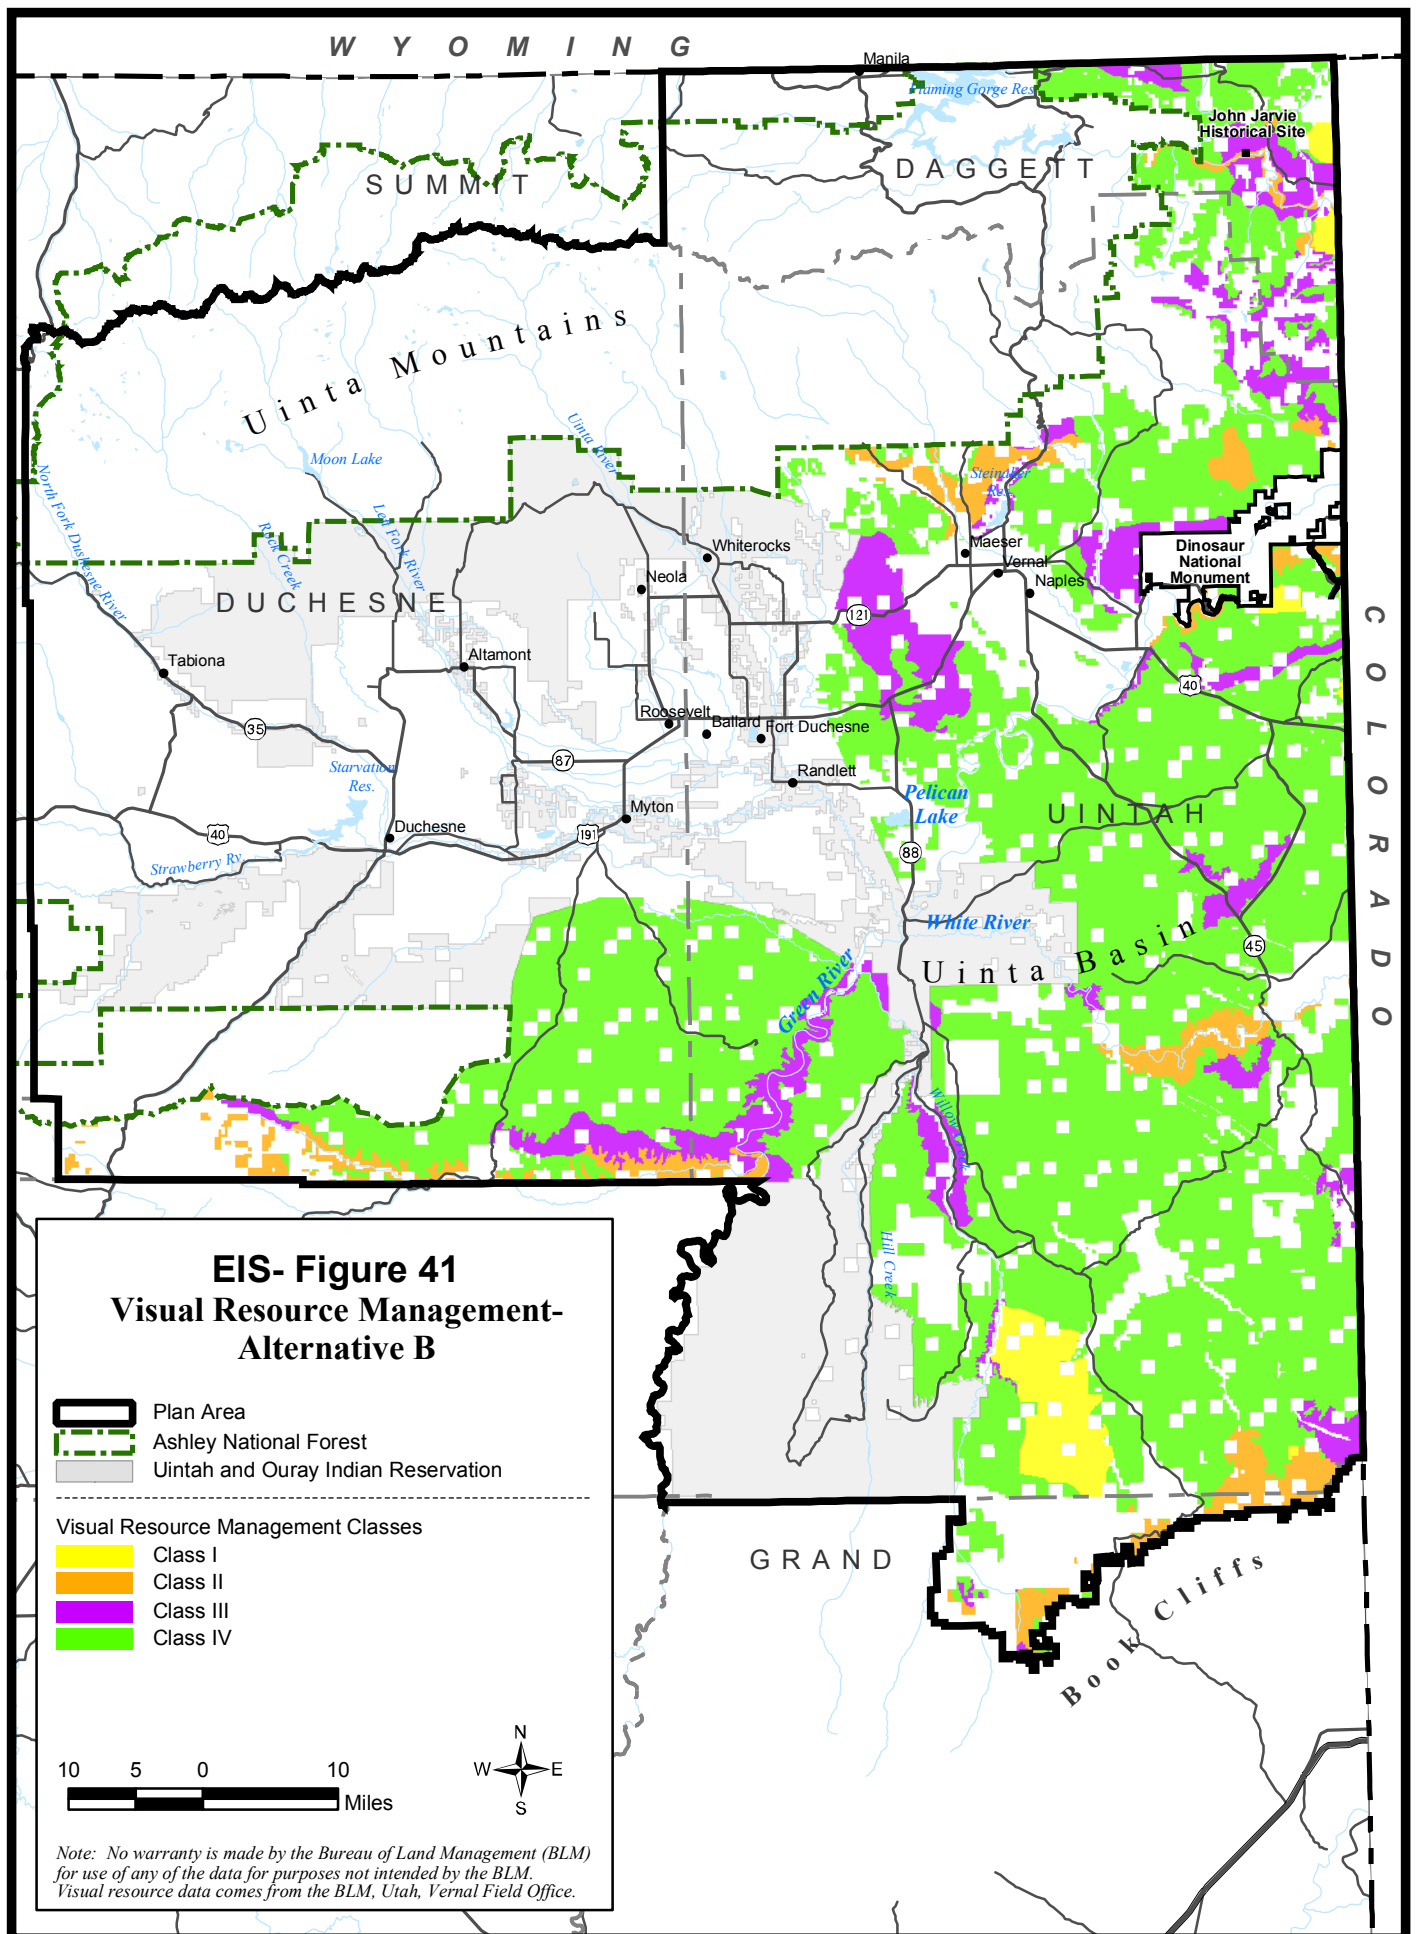 W Y O M I N G
Manila
Flaming Gorge Res.
John Jarvie
Historical Site
DAGGETT
SUMMIT
Uinta Mountains
Uinta River
Moon Lake
North Fork Duchesne River
Rock Creek
Left Fork River
Steinaker
Res.
Whiterocks
Maeser
Vernal
Naples
Dinosaur
National
Monument
Neola
DUCHESNE
121
C O L O R A D O
Tabiona
Altamont
40
35
Roosevelt
Ballard
Fort Duchesne
87
Starvation
Res.
Randlett
Pelican
Lake
UINTAH
Myton
40
Duchesne
191
88
Strawberry Rv.
White River
45
Uinta Basin
Green River
Willow Creek
Hill Creek
EIS- Figure 41
Visual Resource Management-
Alternative B
Plan Area
Ashley National Forest
Uintah and Ouray Indian Reservation
Visual Resource Management Classes
Class I
Class II
Class III
Class IV
GRAND
Book Cliffs
N
W E
S
10 5 0 10
Miles
Note: No warranty is made by the Bureau of Land Management (BLM)
for use of any of the data for purposes not intended by the BLM.
Visual resource data comes from the BLM, Utah, Vernal Field Office.